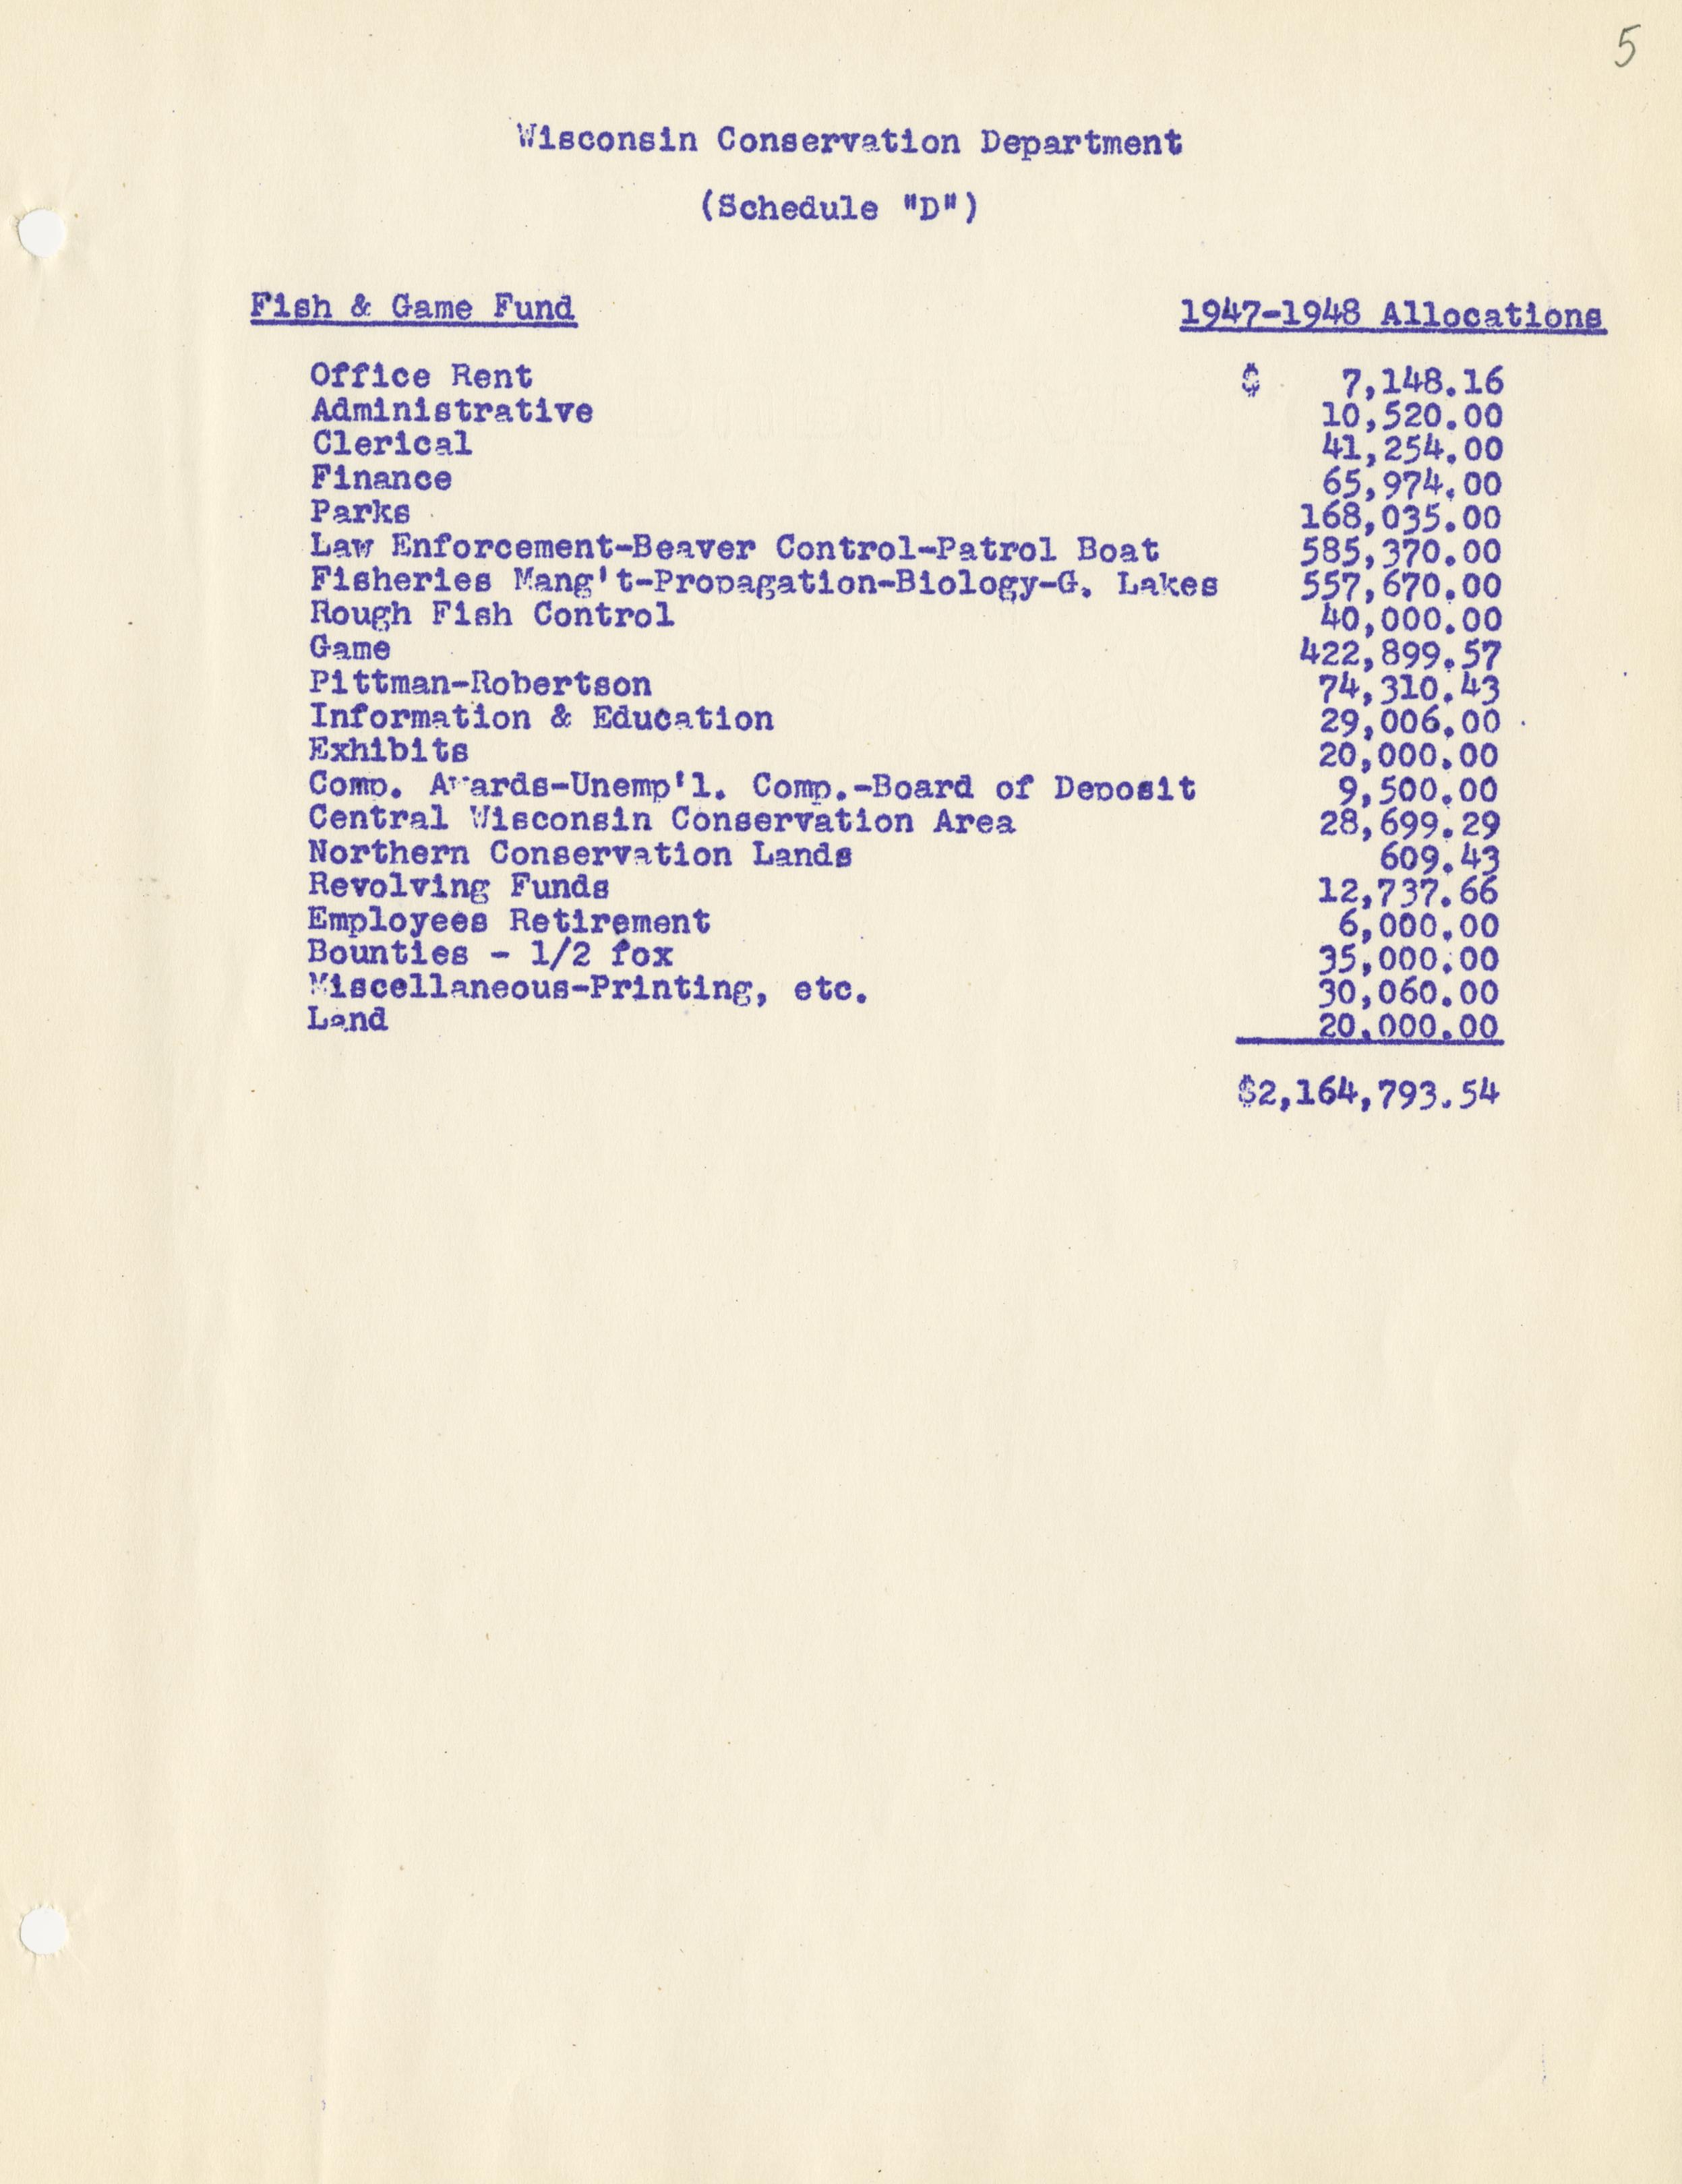 5
Wisconsin Conservation Department
(Schedule "D")
Fish & Game Fund 1947-1948 Allocations
Office Rent $ 7,148.16
Administrative 10,520.00
Clerical 41,254.00
Finance 65,974.00
Parks 168,035.00
Law Enforcement-Beaver Control-Patrol Boat 585,370.00
Fisheries Mang't-Propagation-Biology-G. Lakes 557,670.00
Rough Fish Control 40,000.00
Game 422,899.57
Pittman-Robertson 74,310.43
Information & Education 29,006.00
Exhibits 20,000.00
Comp. Awards-Unemp'l. Comp.-Board of Deposit 9,500.00
Central Wisconsin Conservation Area 28,699.29
Northern Conservation Lands 609.43
Revolving Funds 12,737.66
Employees Retirement 6,000.00
Bounties - 1/2 fox 35,000.00
Miscellaneous-Printing, etc. 30,060.00
Land 20,000.00
$2,164,793.54